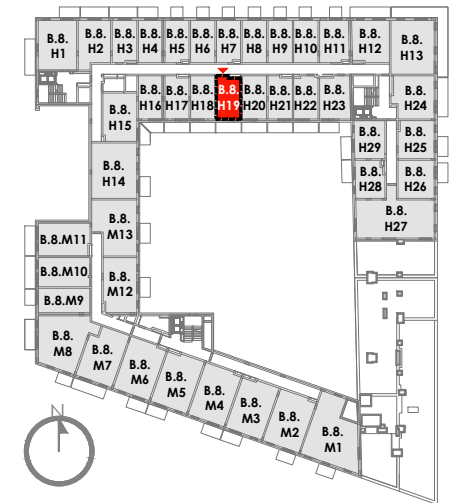 B.8.
H1
B.8.
H2
B.8.
H3
B.8.
H4
B.8.
H5
B.8.
H6
B.8.
H7
B.8.
H8
B.8.
H9
B.8.
H10
B.8.
H11
B.8.
H12
B.8.
H13
B.8.
H15
B.8.
H16
B.8.
H17
B.8.
H18
B.8.
H19
B.8.
H20
B.8.
H21
B.8.
H22
B.8.
H23
B.8.
H24
B.8.
H29
B.8.
H25
B.8.
H14
B.8.
H28
B.8.
H26
B.8.
H27
B.8.
M13
B.8.M11
B.8.M10
B.8.
M12
B.8.M9
B.8.
M8
B.8.
M7
B.8.
M6
B.8.
M5
B.8.
M4
B.8.
M3
B.8.
M2
B.8.
M1
N